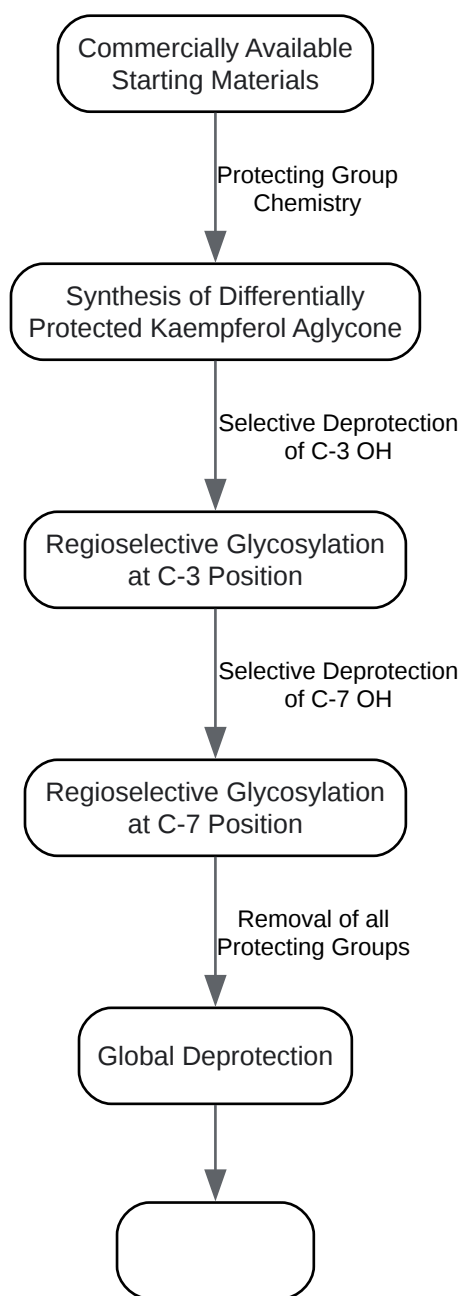 Commercially Available
Starting Materials
Protecting Group
Chemistry
Synthesis of Differentially
Protected Kaempferol Aglycone
Selective Deprotection
of C-3 OH
Regioselective Glycosylation
at C-3 Position
Selective Deprotection
of C-7 OH
Regioselective Glycosylation
at C-7 Position
Removal of all
Protecting Groups
Global Deprotection